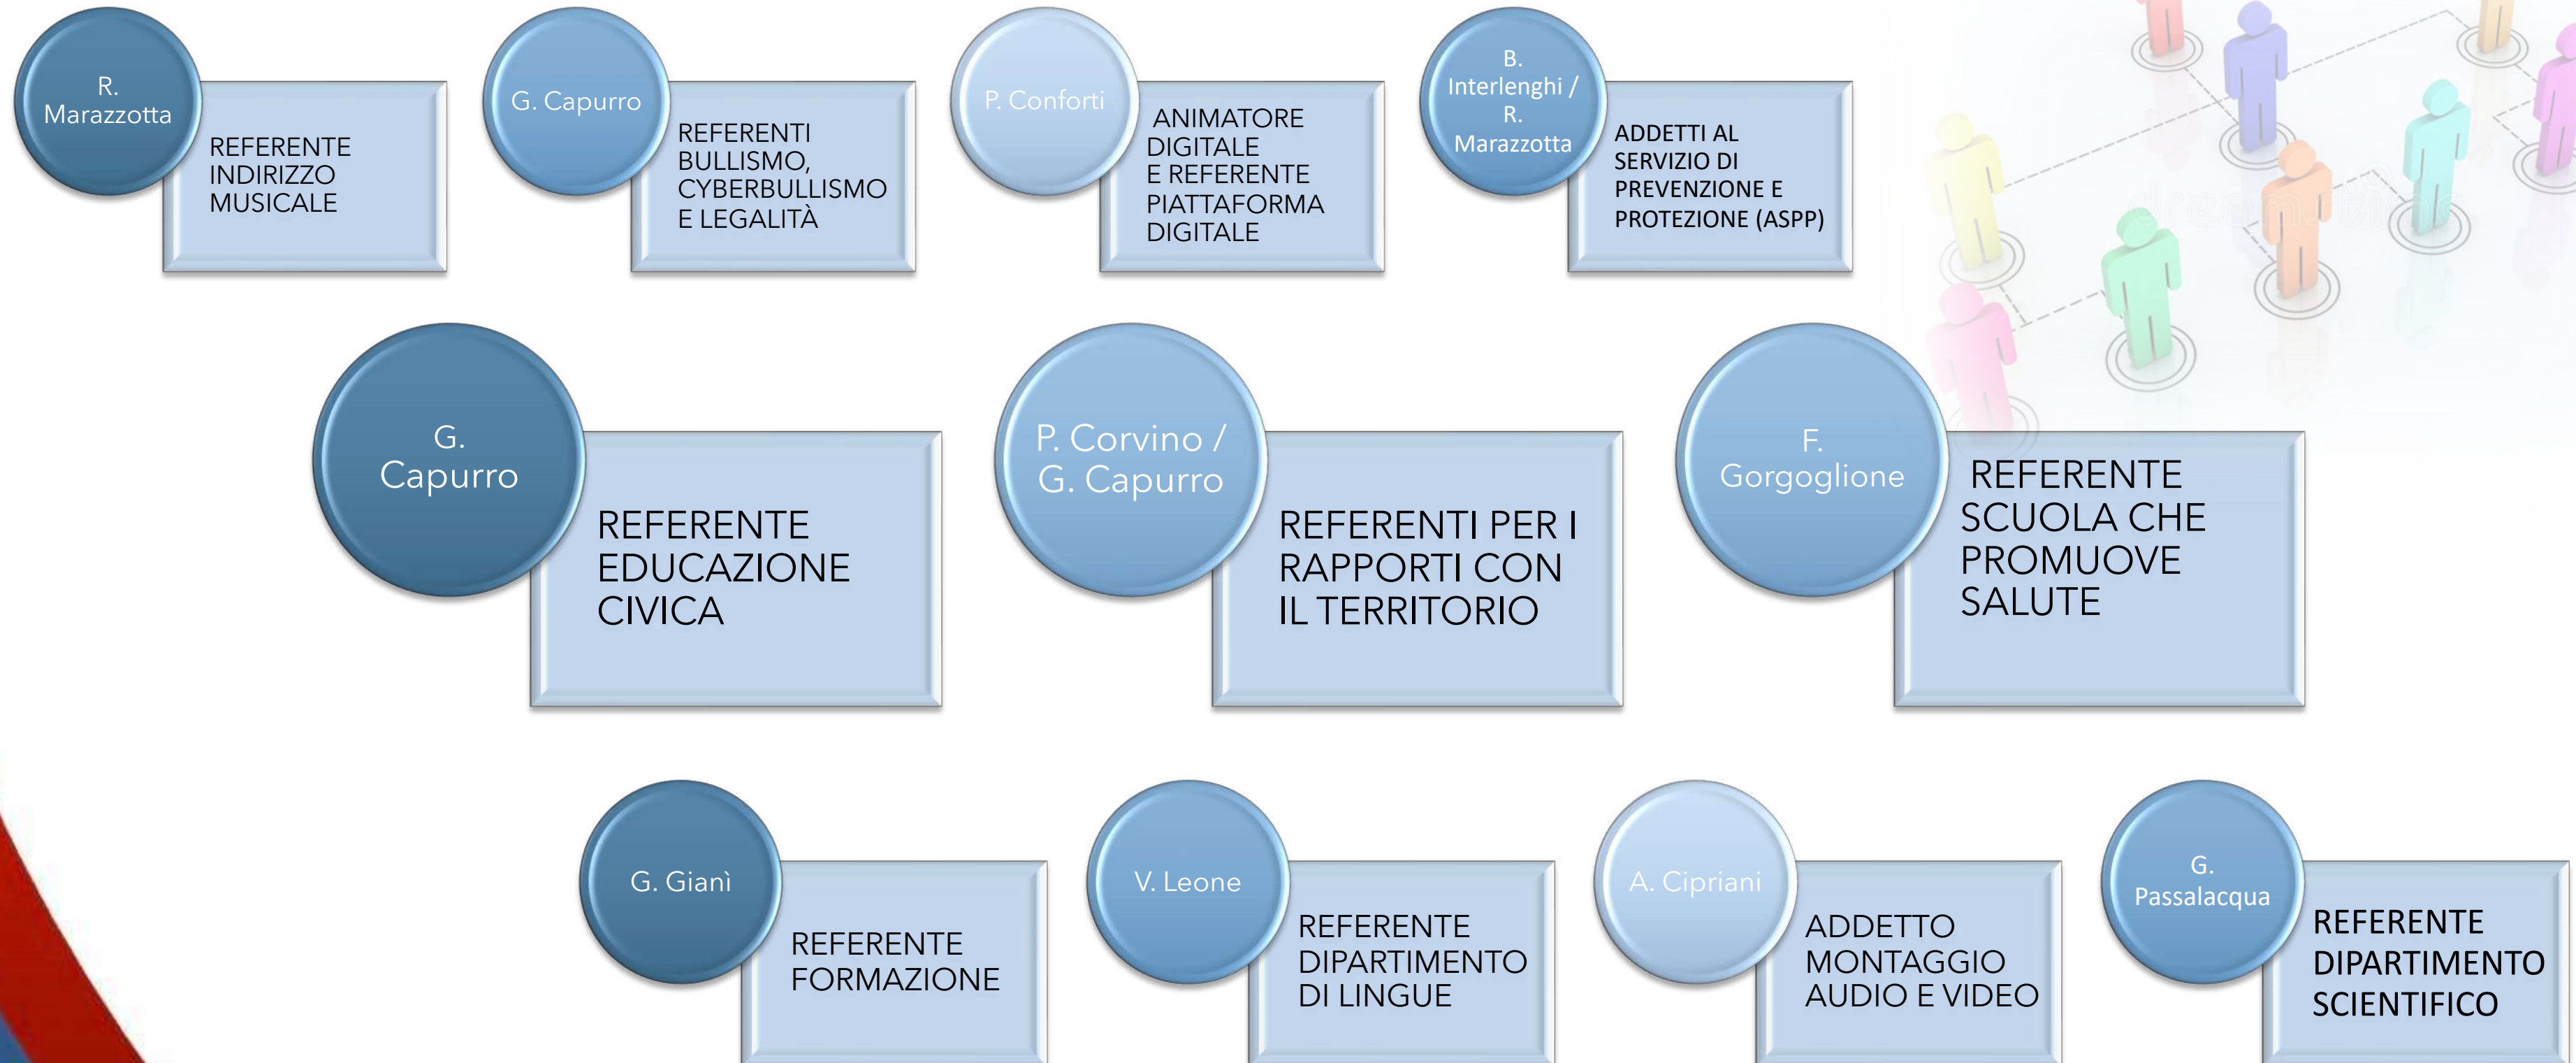 R.
Marazzotta
REFERENTE
INDIRIZZO
MUSICALE
G. Capurro
REFERENTI
BULLISMO,
CYBERBULLISMO
E LEGALITÀ
P. Conforti
ANIMATORE
DIGITALE
E REFERENTE
PIATTAFORMA
DIGITALE
B.
Interlenghi /
R.
Marazzotta
ADDETTI AL
SERVIZIO DI
PREVENZIONE E
PROTEZIONE (ASPP)
G.
Capurro
REFERENTE
EDUCAZIONE
CIVICA
P. Corvino /
G. Capurro
REFERENTI PER I
RAPPORTI CON
IL TERRITORIO
F.
Gorgoglione
REFERENTE
SCUOLA CHE
PROMUOVE
SALUTE
G. Gianì
REFERENTE
FORMAZIONE
V. Leone
REFERENTE
DIPARTIMENTO
DI LINGUE
A. Cipriani
ADDETTO
MONTAGGIO
AUDIO E VIDEO
G.
Passalacqua
REFERENTE
DIPARTIMENTO
SCIENTIFICO